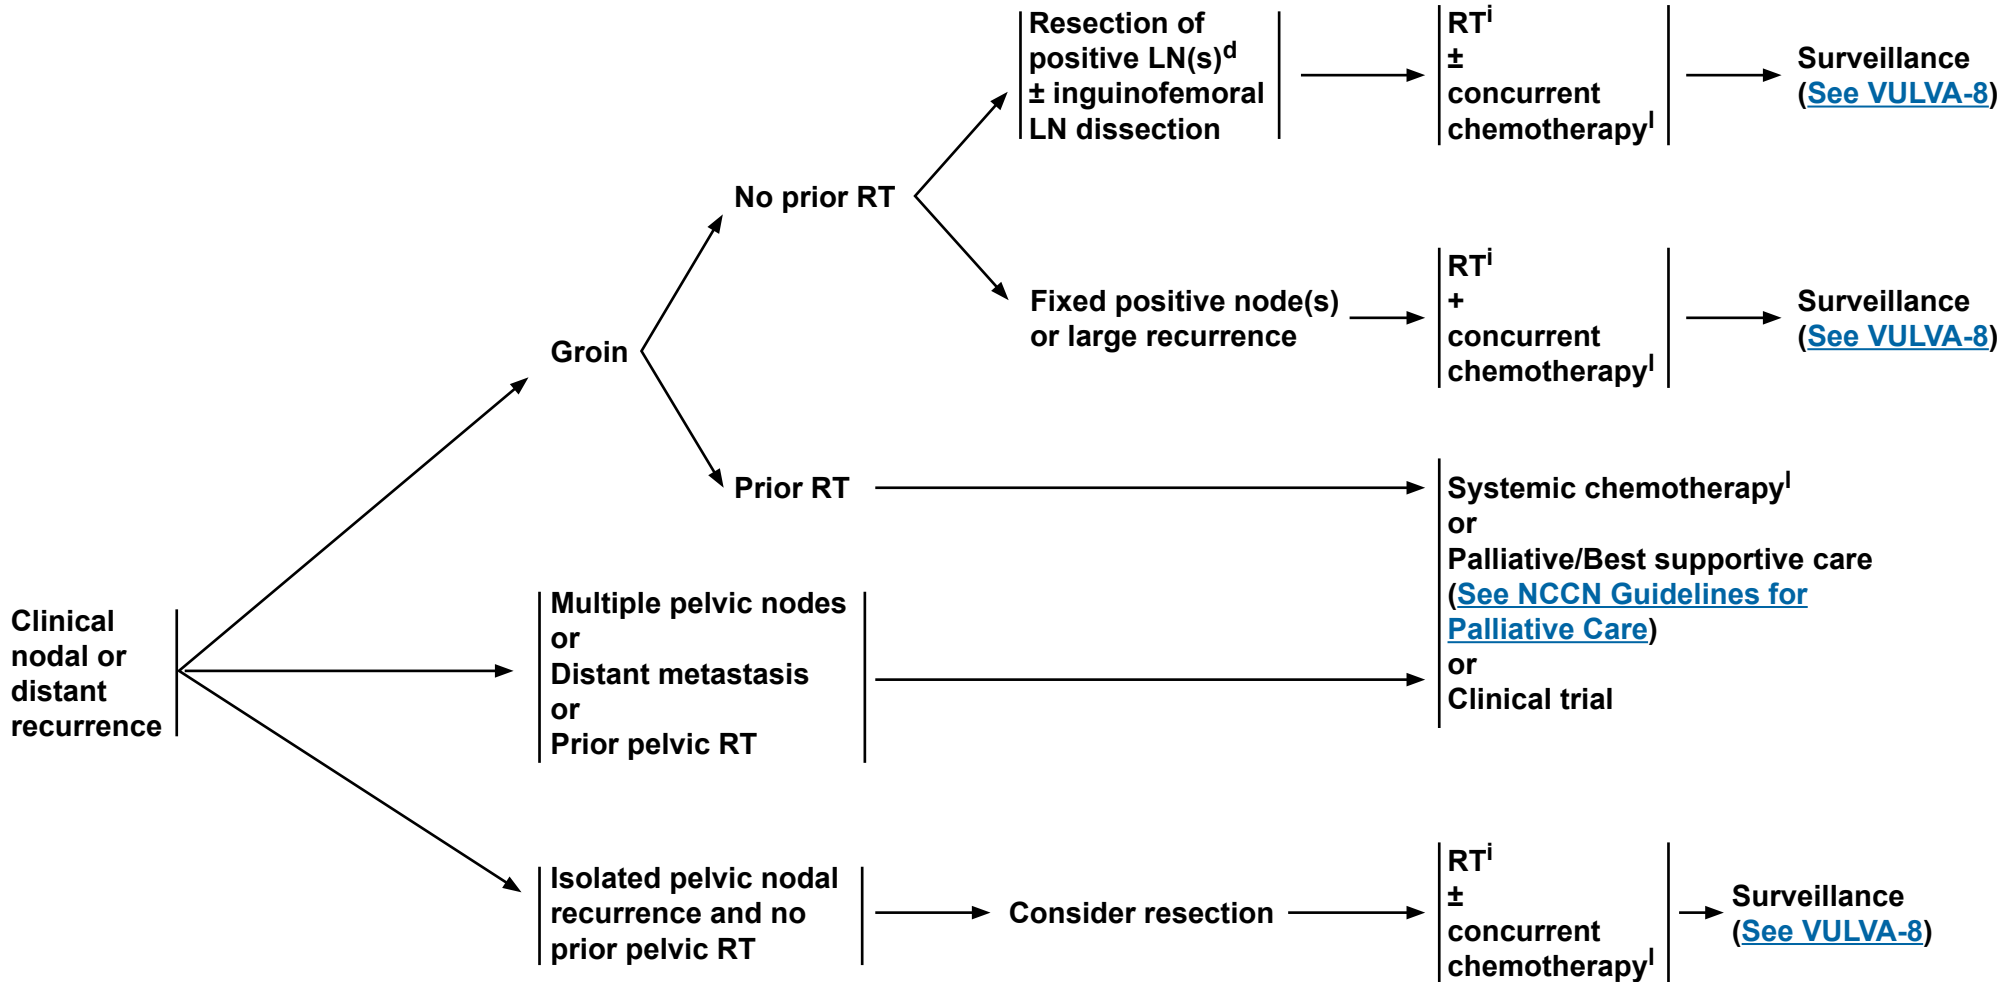 Clinical
nodal or
distant
recurrence
Groin
No prior RT
Resection of
positive LN(s)d
± inguinofemoral
LN dissection
RTi
±
concurrent
chemotherapyl
Surveillance
(See VULVA-8)
Fixed positive node(s)
or large recurrence
RTi
+
concurrent
chemotherapyl
Surveillance
(See VULVA-8)
Prior RT
Systemic chemotherapyl
or
Palliative/Best supportive care
(See NCCN Guidelines for
Palliative Care)
or
Clinical trial
Multiple pelvic nodes
or
Distant metastasis
or
Prior pelvic RT
Isolated pelvic nodal
recurrence and no
prior pelvic RT
Consider resection
RTi
±
concurrent
chemotherapyl
Surveillance
(See VULVA-8)